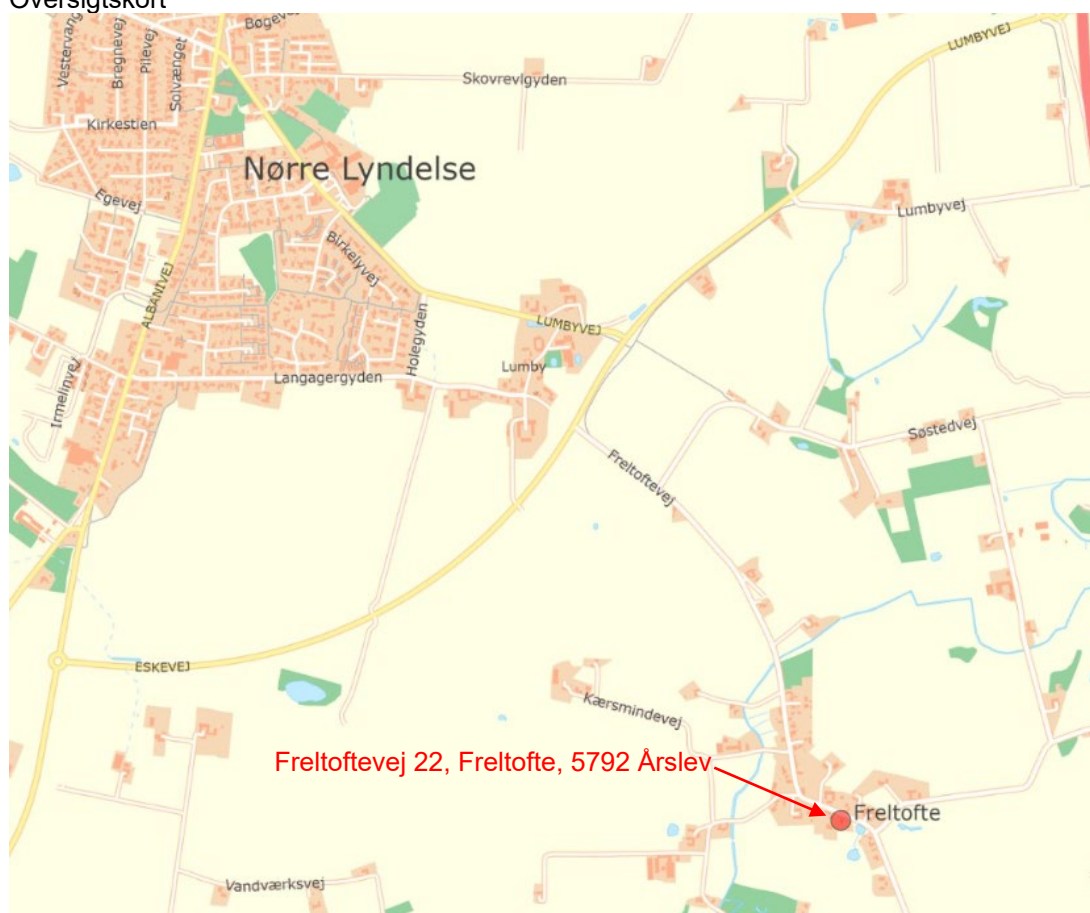 Oversigtskort
Bøgevej
LUMBYVEJ
Vestervang
Bregnevej
Pilevej
Solvænget
Skovrevlgyden
Kirkestien
Nørre Lyndelse
Egevej
Lumbyvej
Birkelyvej
ALBANIVEJ
Holegyden
LUMBYVEJ
Lumby
Langagergyden
Irmelinvej
Søstedvej
Freltoftevej
ESKEVEJ
Kærsmindevej
Freltoftevej 22, Freltofte, 5792 Årslev
Freltofte
Vandværksvej